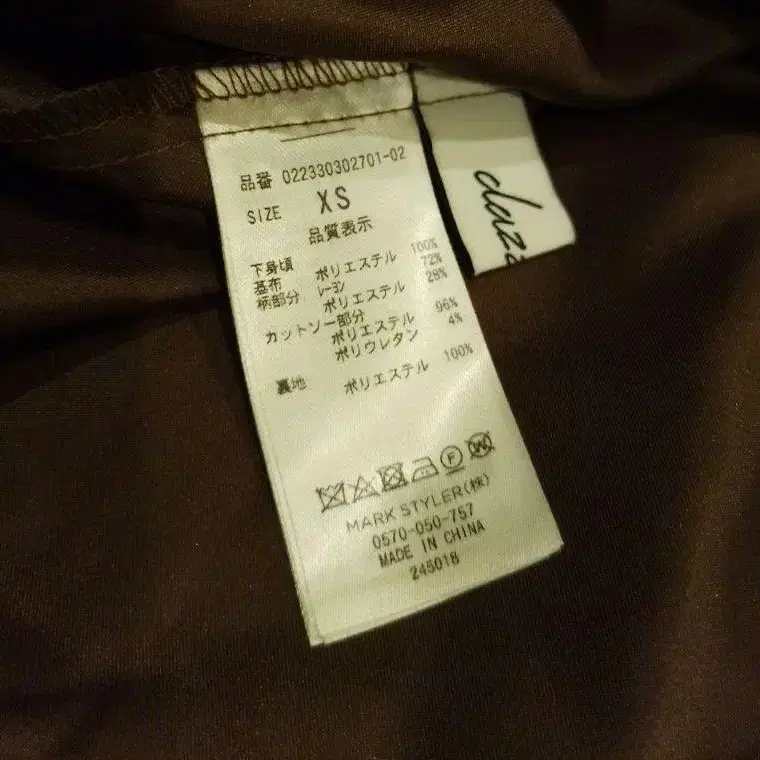 品番 022330302701-02
SIZE XS
品質表示
下身頃
基布 ポリエステル 100%
柄部分 レーヨン 72%
ポリエステル 28%
カットソー部分
ポリエステル 96%
ポリウレタン 4%
裏地 ポリエステル 100%
F W
MARK STYLER(株)
0570-050-757
MADE IN CHINA
245018